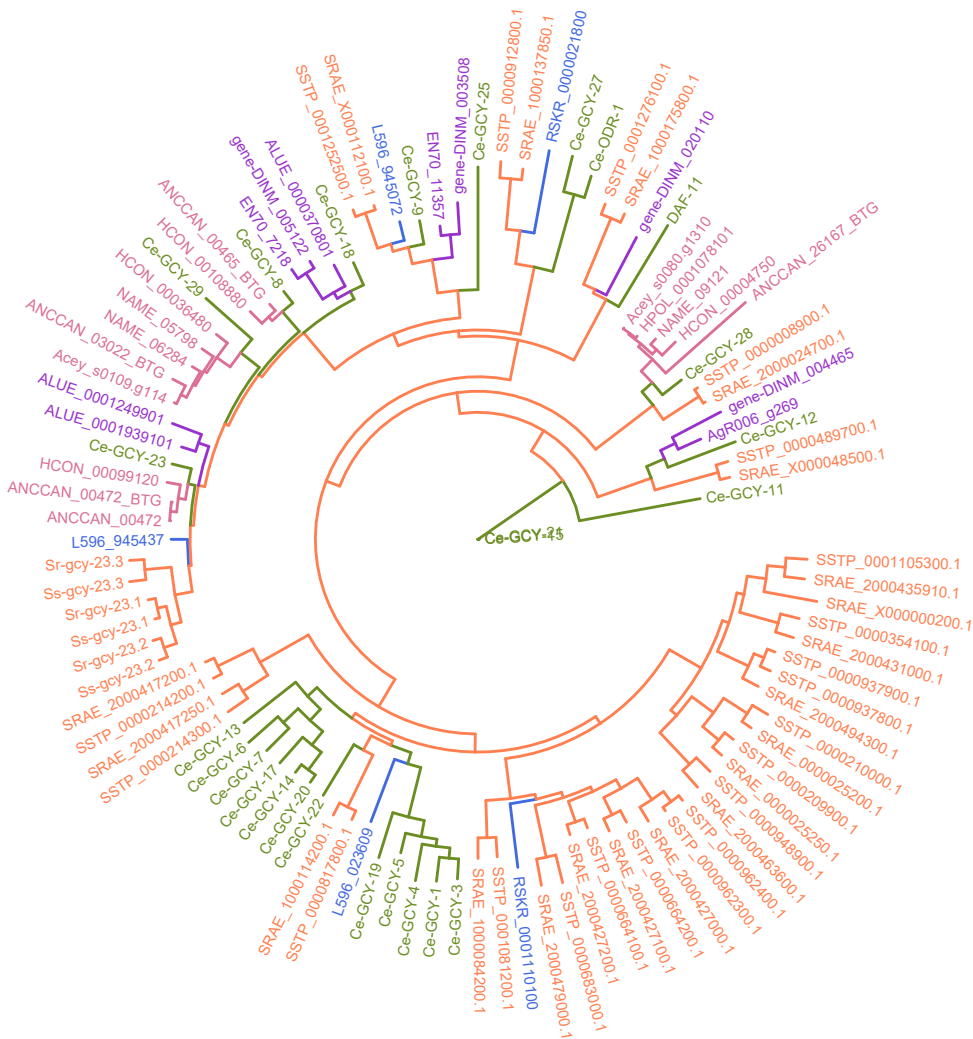 SSTP_0000912800.1
SRAE_1000137850.1
RSKR_0000021800
Ce-GCY-27
Ce-ODR-1
SSTP_0001276100.1
SRAE_1000175800.1
gene-DINM_020110
DAF-11
Acey_s0080.g1310
HPOL_0001078101
NAME_09121
HCON_00004750
ANCCAN_26167_BTG
Ce-GCY-28
SSTP_0000008900.1
SRAE_2000024700.1
gene-DINM_004465
AgR006_g269
Ce-GCY-12
SSTP_0000489700.1
SRAE_X000048500.1
Ce-GCY-11
SSTP_0001105300.1
SRAE_2000435910.1
SRAE_X000000200.1
SSTP_0000354100.1
SRAE_2000431000.1
SSTP_0000937900.1
SSTP_0000937800.1
SRAE_2000494300.1
SSTP_0000210000.1
SRAE_0000025200.1
SSTP_0000209900.1
SRAE_0000025250.1
SSTP_0000948900.1
SRAE_2000463600.1
SSTP_0000962400.1
SSTP_0000962300.1
SRAE_2000427000.1
SSTP_0000664200.1
SRAE_2000427100.1
SSTP_0000664100.1
SRAE_2000427200.1
SSTP_0000683000.1
SRAE_2000479000.1
RSKR_0001110100
SSTP_0001081200.1
SRAE_1000084200.1
Ce-GCY-3
Ce-GCY-1
Ce-GCY-4
Ce-GCY-5
Ce-GCY-19
L596_023609
SSTP_0000817800.1
SRAE_1000114200.1
Ce-GCY-22
Ce-GCY-20
Ce-GCY-14
Ce-GCY-17
Ce-GCY-7
Ce-GCY-6
Ce-GCY-13
SSTP_0000214300.1
SRAE_2000417250.1
SSTP_0000214200.1
SRAE_2000417200.1
Ss-gcy-23.2
Sr-gcy-23.2
Ss-gcy-23.1
Sr-gcy-23.1
Ss-gcy-23.3
Sr-gcy-23.3
L596_945437
ANCCAN_00472
ANCCAN_00472_BTG
HCON_00099120
Ce-GCY-23
ALUE_0001939101
ALUE_0001249901
Acey_s0109.g114
ANCCAN_03022_BTG
NAME_06284
NAME_05798
HCON_00036480
Ce-GCY-29
HCON_00108880
ANCCAN_00465_BTG
Ce-GCY-8
EN70_7218
gene-DINM_005122
ALUE_0000370801
Ce-GCY-18
SSTP_0001252500.1
SRAE_X000112100.1
L596_945072
Ce-GCY-9
EN70_11357
gene-DINM_003508
Ce-GCY-25